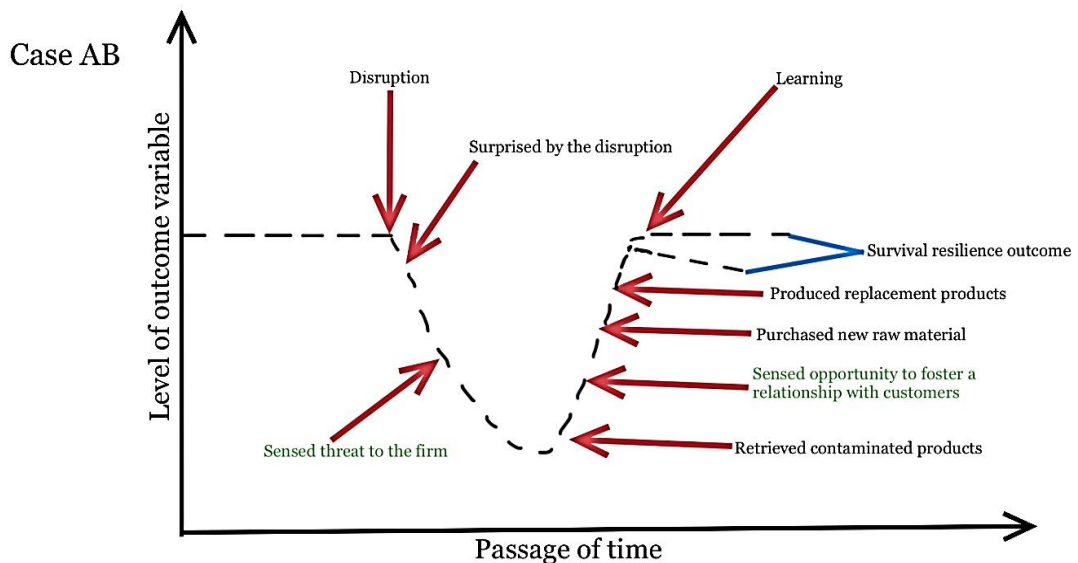 Case AB
Level of outcome variable
Disruption
Surprised by the disruption
Learning
Survival resilience outcome
Produced replacement products
Purchased new raw material
Sensed opportunity to foster a
relationship with customers
Sensed threat to the firm
Retrieved contaminated products
Passage of time